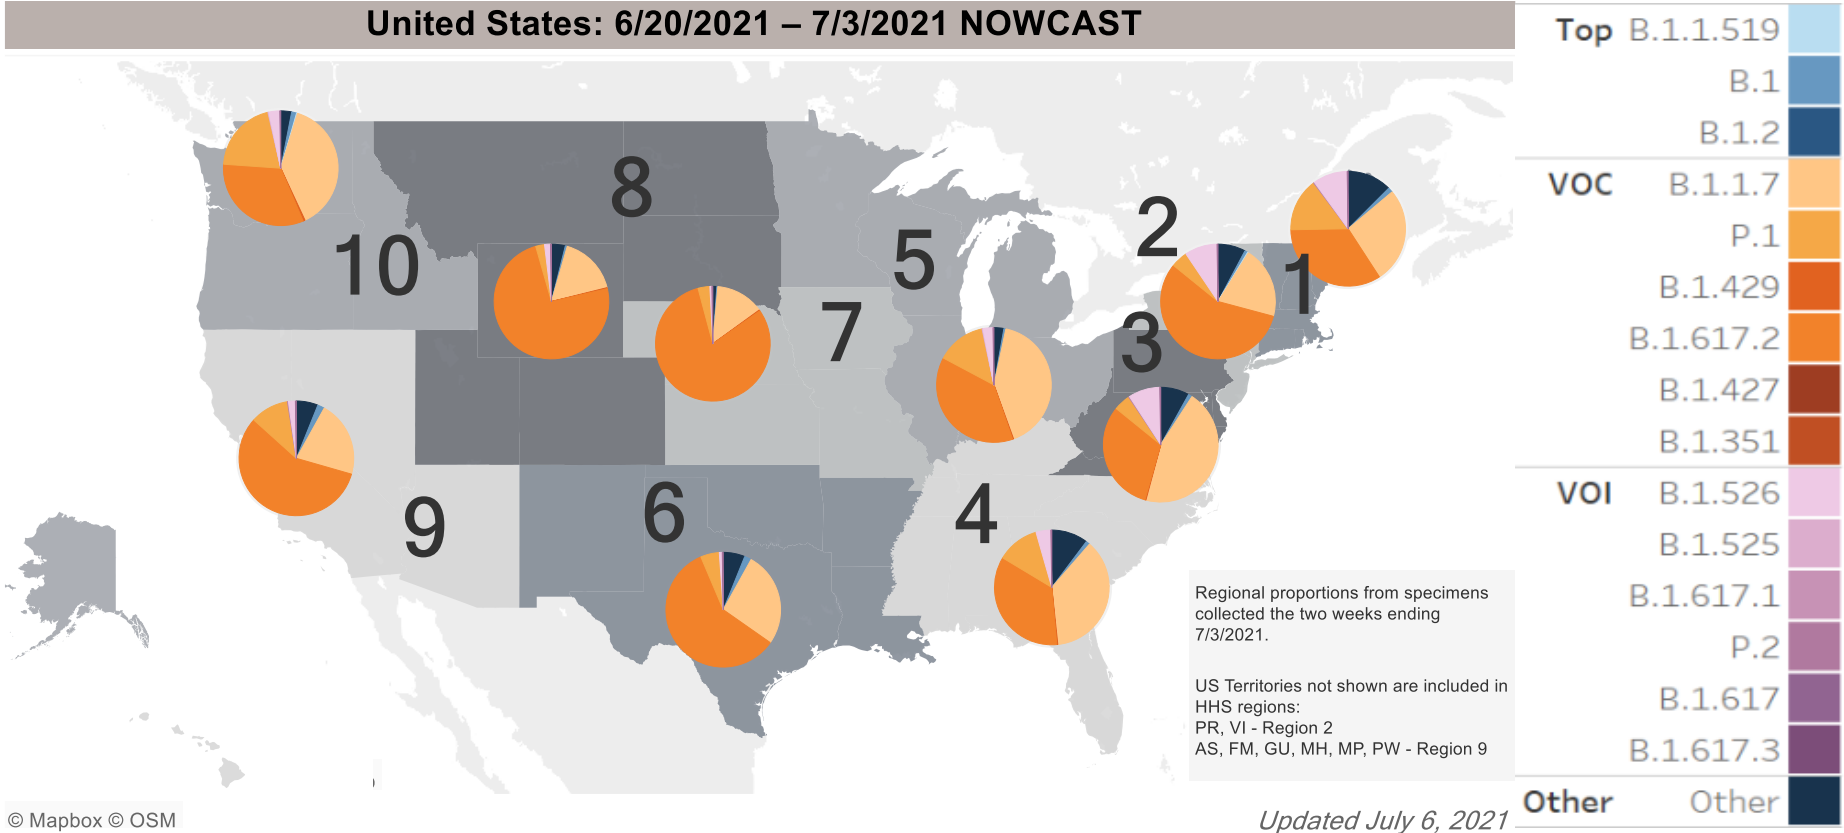 United States: 6/20/2021 – 7/3/2021 NOWCAST
Top B.1.1.519
B.1
B.1.2
VOC B.1.1.7
P.1
B.1.429
B.1.617.2
B.1.427
B.1.351
VOI B.1.526
B.1.525
B.1.617.1
P.2
B.1.617
B.1.617.3
Other Other
8
2
10
5
1
7
3
6
4
9
Regional proportions from specimens
collected the two weeks ending
7/3/2021.
US Territories not shown are included in
HHS regions:
PR, VI - Region 2
AS, FM, GU, MH, MP, PW - Region 9
© Mapbox © OSM
Updated July 6, 2021